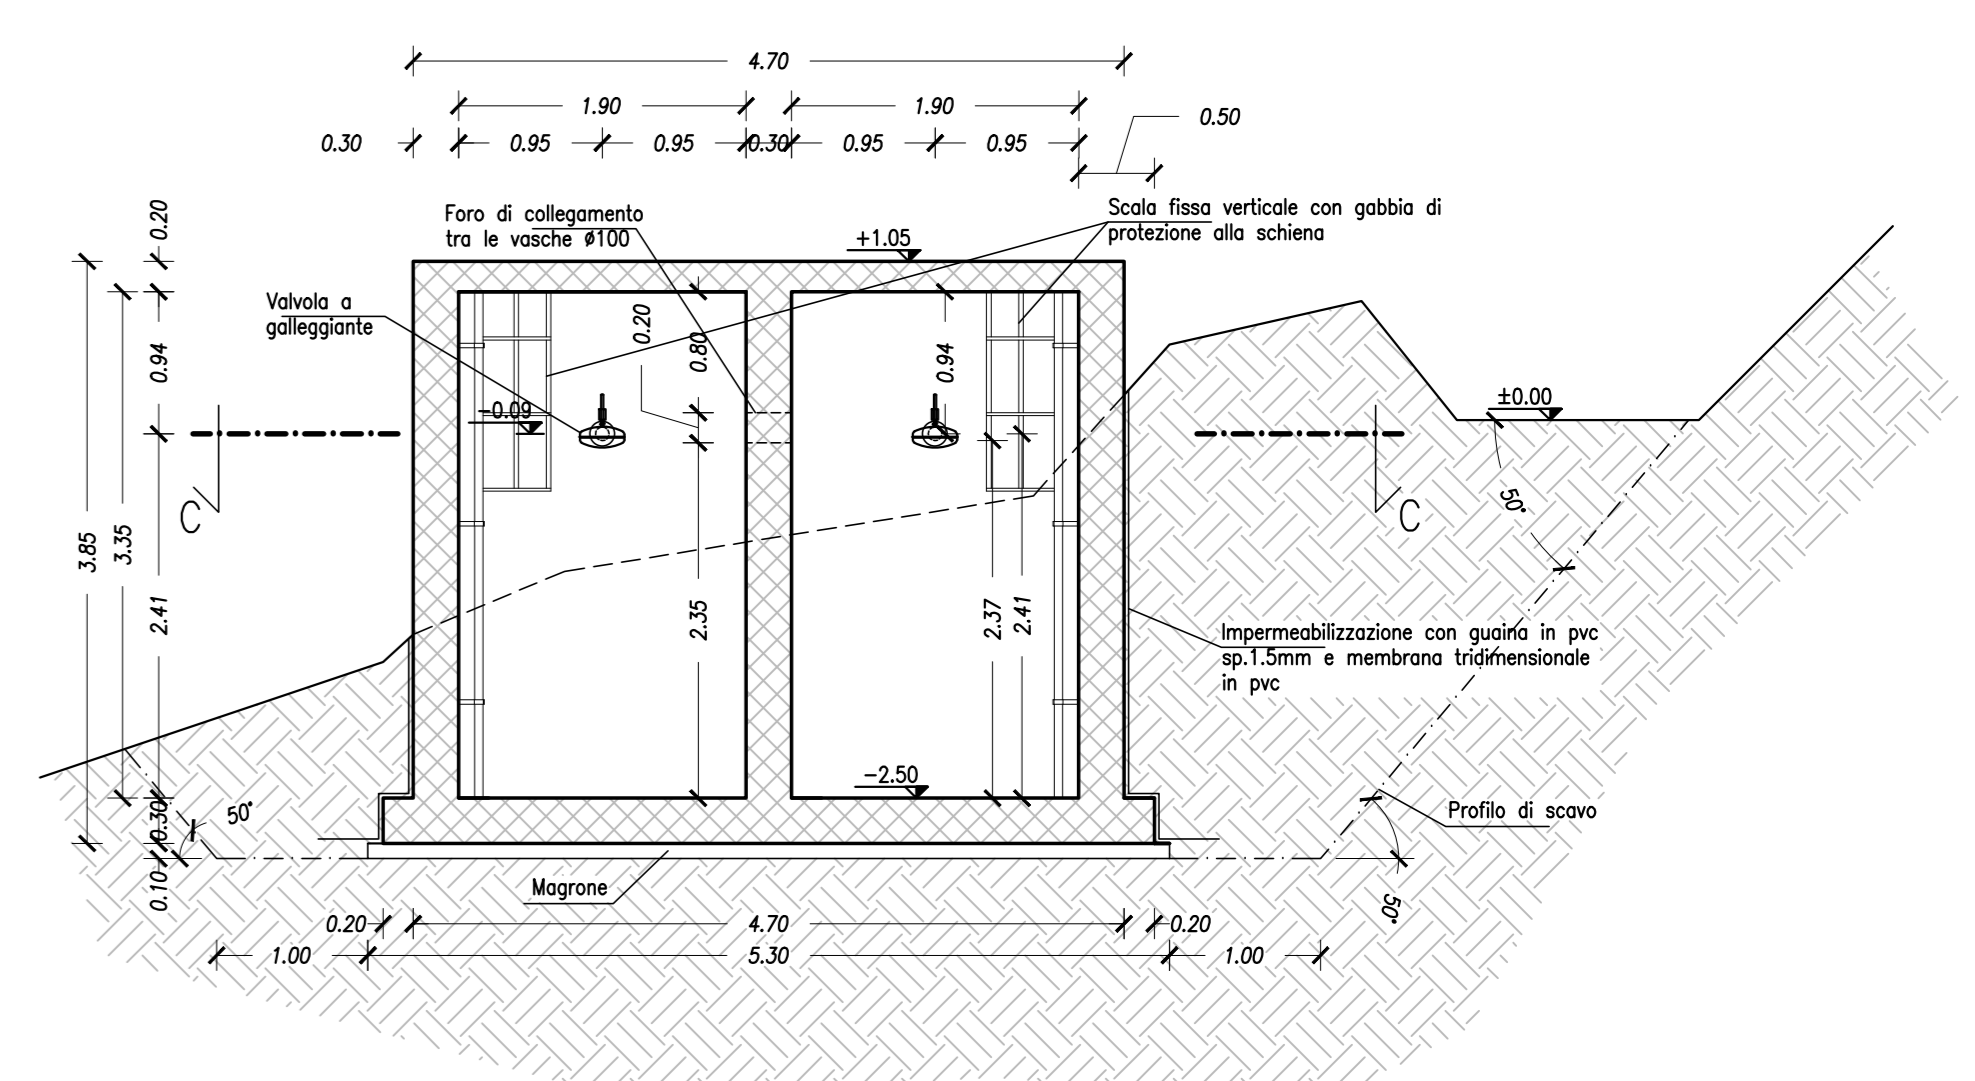 4.70
1.90
1.90
0.50
0.30
0.95
0.95
0.30
0.95
0.95
0.20
Foro di collegamento
tra le vasche ø100
Scala fissa verticale con gabbia di
protezione alla schiena
+1.05
Valvola a
galleggiante
0.20
0.80
0.94
0.94
-0.09
±0.00
C
C
50°
3.85
3.35
2.41
2.35
2.37
2.41
Impermeabilizzazione con guaina in pvc
sp.1.5mm e membrana tridimensionale
in pvc
-2.50
0.30
50°
Profilo di scavo
0.10
Magrone
50°
0.20
4.70
0.20
1.00
5.30
1.00